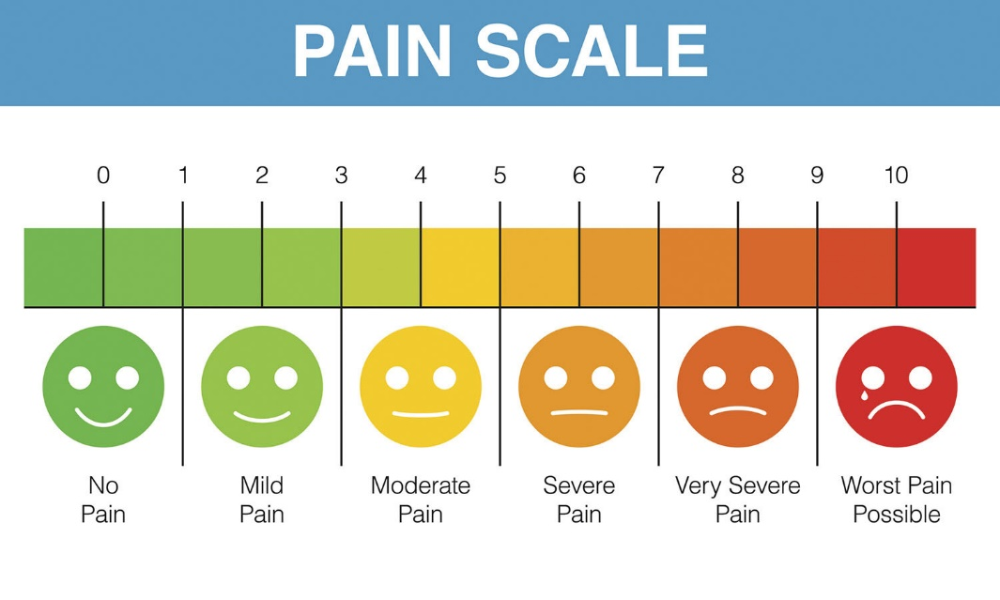 PAIN SCALE
0 1 2 3 4 5 6 7 8 9 10
No Pain
Mild Pain
Moderate Pain
Severe Pain
Very Severe Pain
Worst Pain Possible